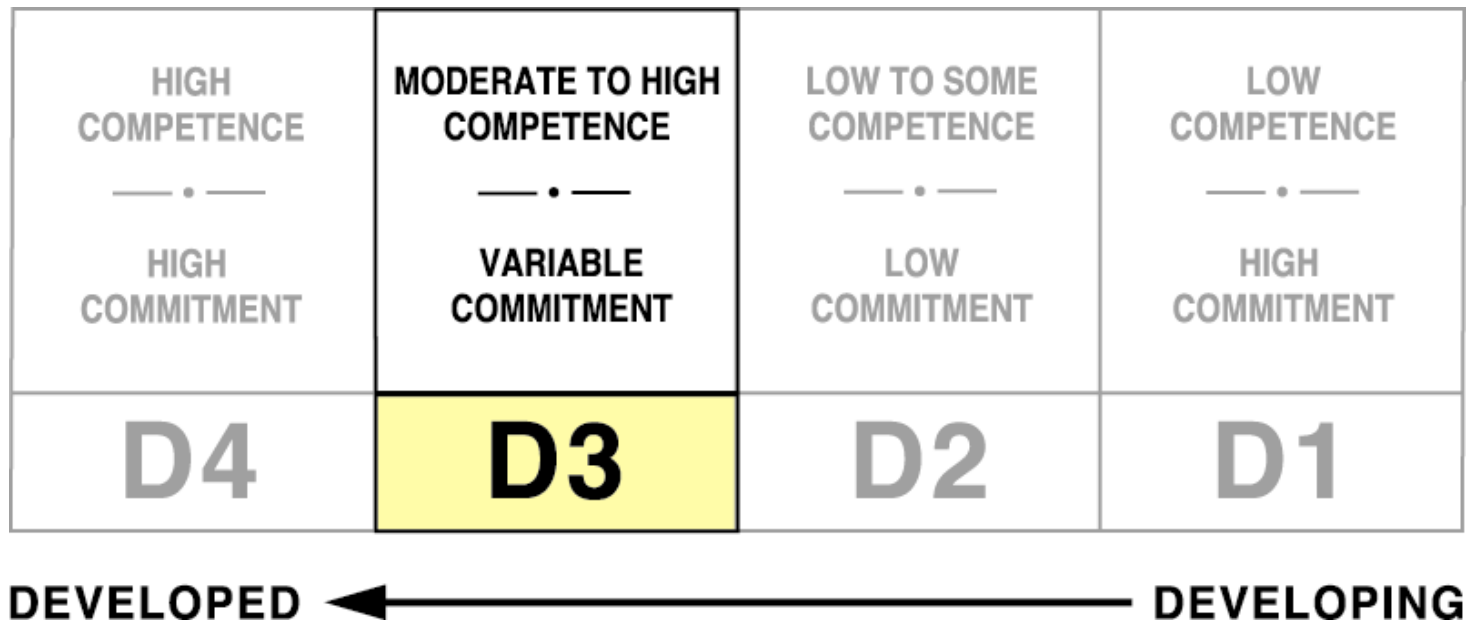 HIGH
COMPETENCE
HIGH
COMMITMENT
D4
MODERATE TO HIGH
COMPETENCE
VARIABLE
COMMITMENT
D3
LOW TO SOME
COMPETENCE
LOW
COMMITMENT
D2
LOW
COMPETENCE
HIGH
COMMITMENT
D1
DEVELOPED
DEVELOPING